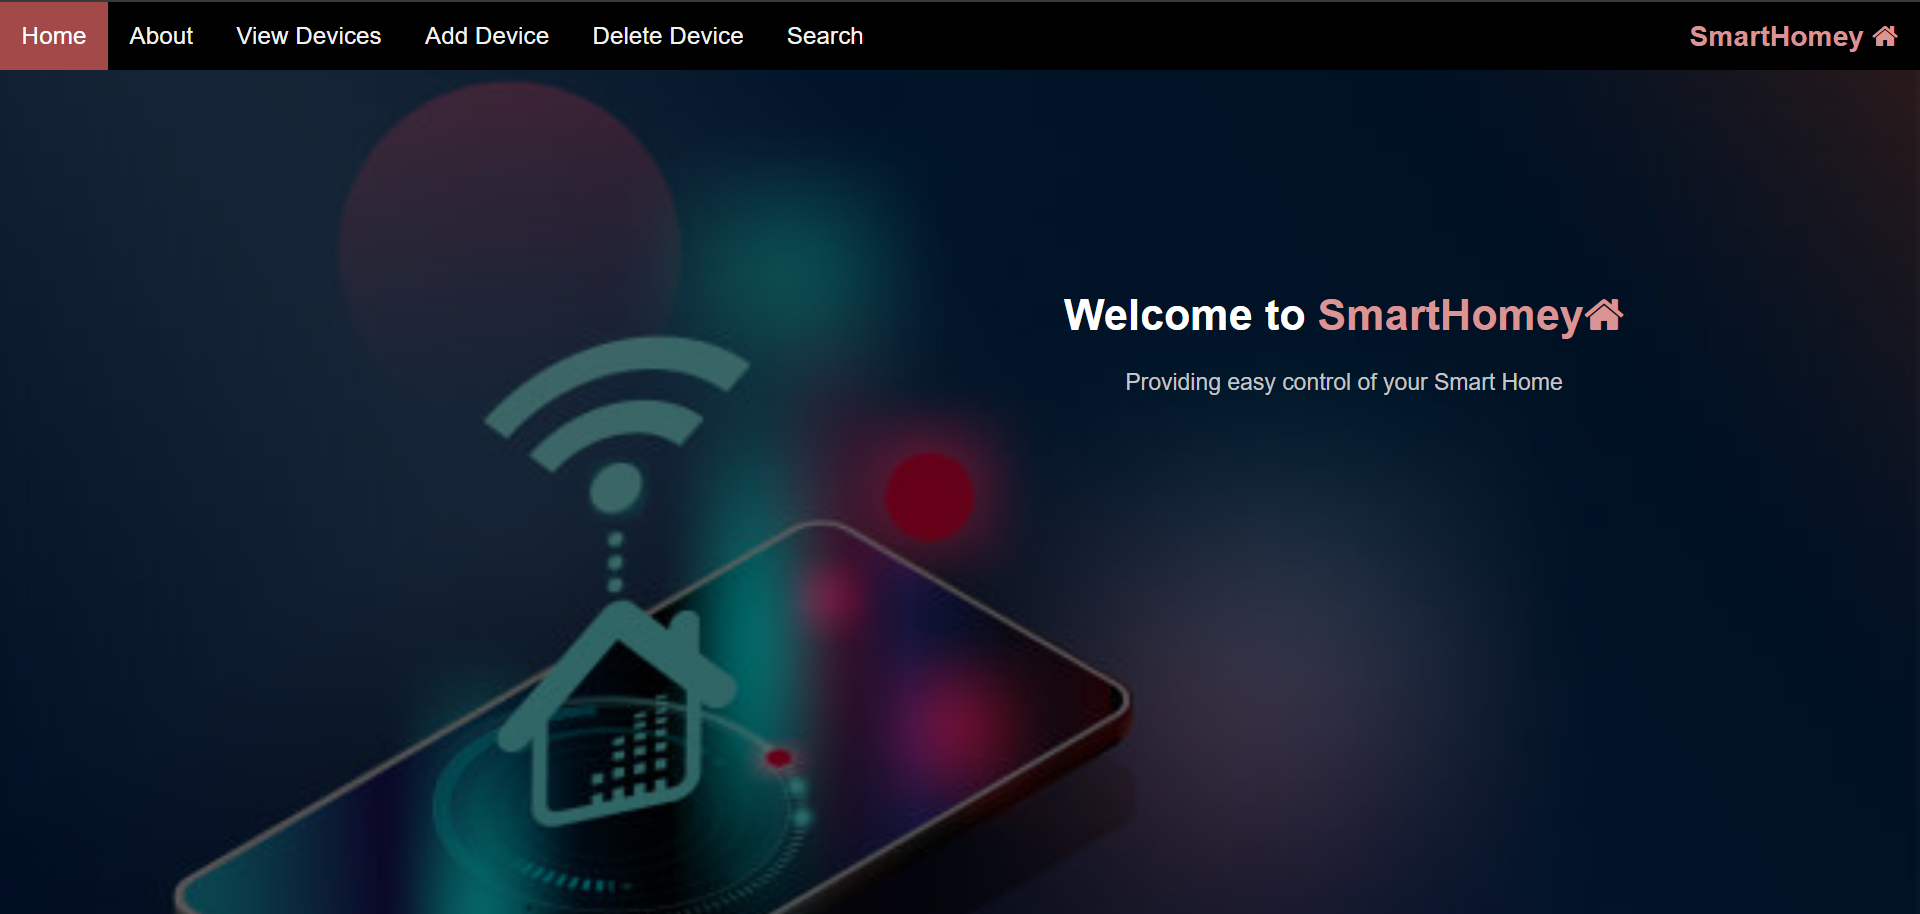 Home About View Devices Add Device Delete Device Search SmartHomey
Welcome to SmartHomey
Providing easy control of your Smart Home